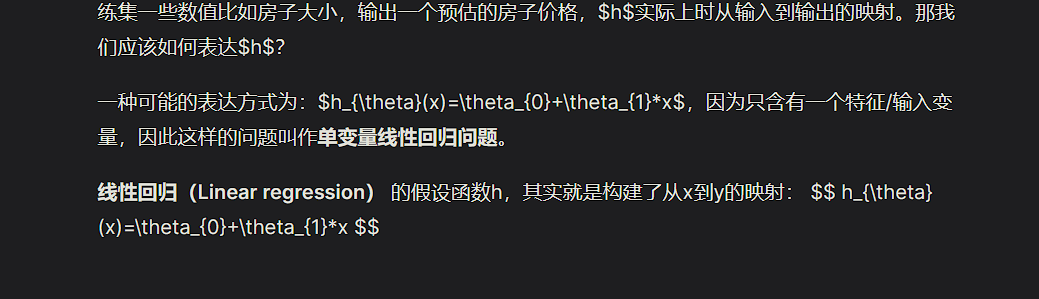 练集一些数值比如房子大小，输出一个预估的房子价格，$h$实际上时从输入到输出的映射。那我
们应该如何表达$h$？
一种可能的表达方式为：$h_{\theta}(x)=\theta_{0}+\theta_{1}*x$，因为只含有一个特征/输入变
量，因此这样的问题叫作单变量线性回归问题。
线性回归（Linear regression） 的假设函数h，其实就是构建了从x到y的映射： $$ h_{\theta}
(x)=\theta_{0}+\theta_{1}*x $$